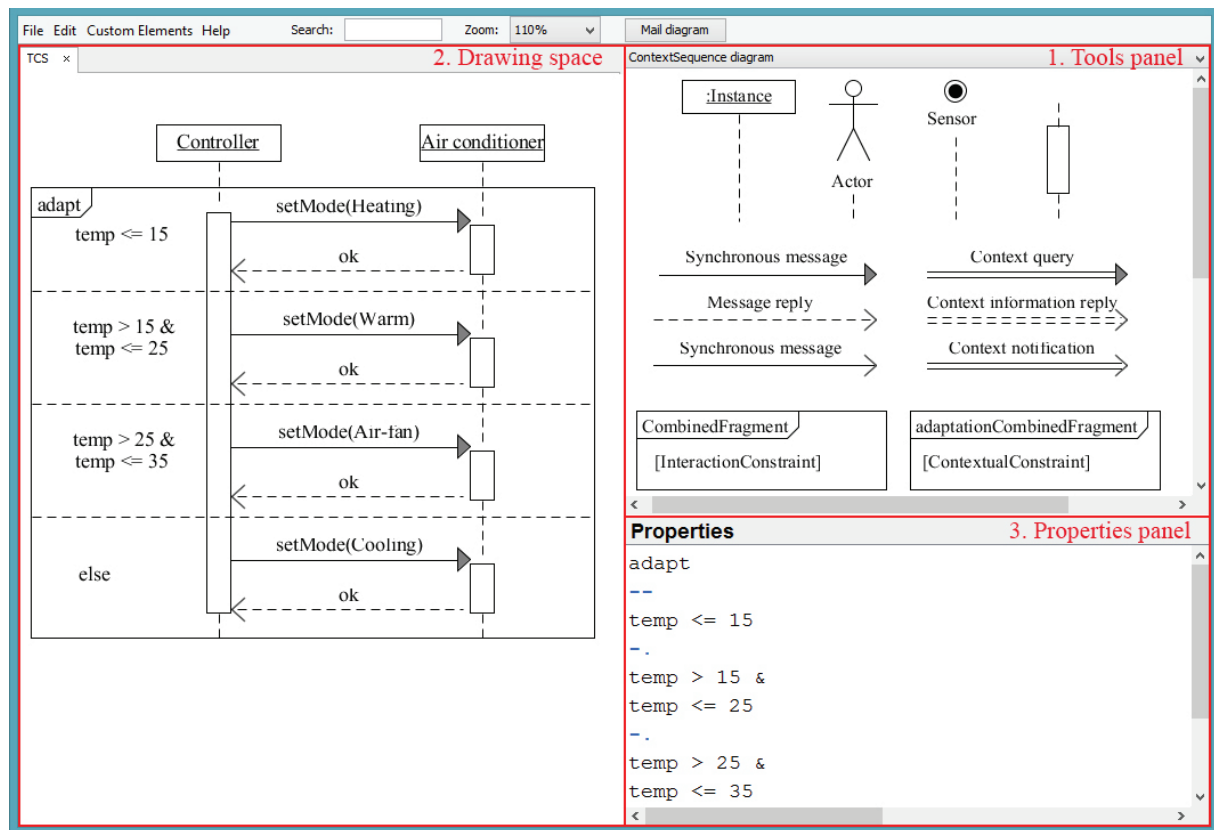 File Edit Custom Elements Help Search: Zoom: 110% Mail diagram
TCS × 2. Drawing space
Controller Air conditioner
adapt
temp <= 15
setMode(Heating)
ok
temp > 15 &
temp <= 25
setMode(Warm)
ok
temp > 25 &
temp <= 35
setMode(Air-fan)
ok
else
setMode(Cooling)
ok
ContextSequence diagram 1. Tools panel
:Instance
Actor
Sensor
Synchronous message Context query
Message reply Context information reply
Synchronous message Context notification
CombinedFragment
[InteractionConstraint]
adaptationCombinedFragment
[ContextualConstraint]
Properties 3. Properties panel
adapt
--
temp <= 15
-.
temp > 15 &
temp <= 25
-.
temp > 25 &
temp <= 35